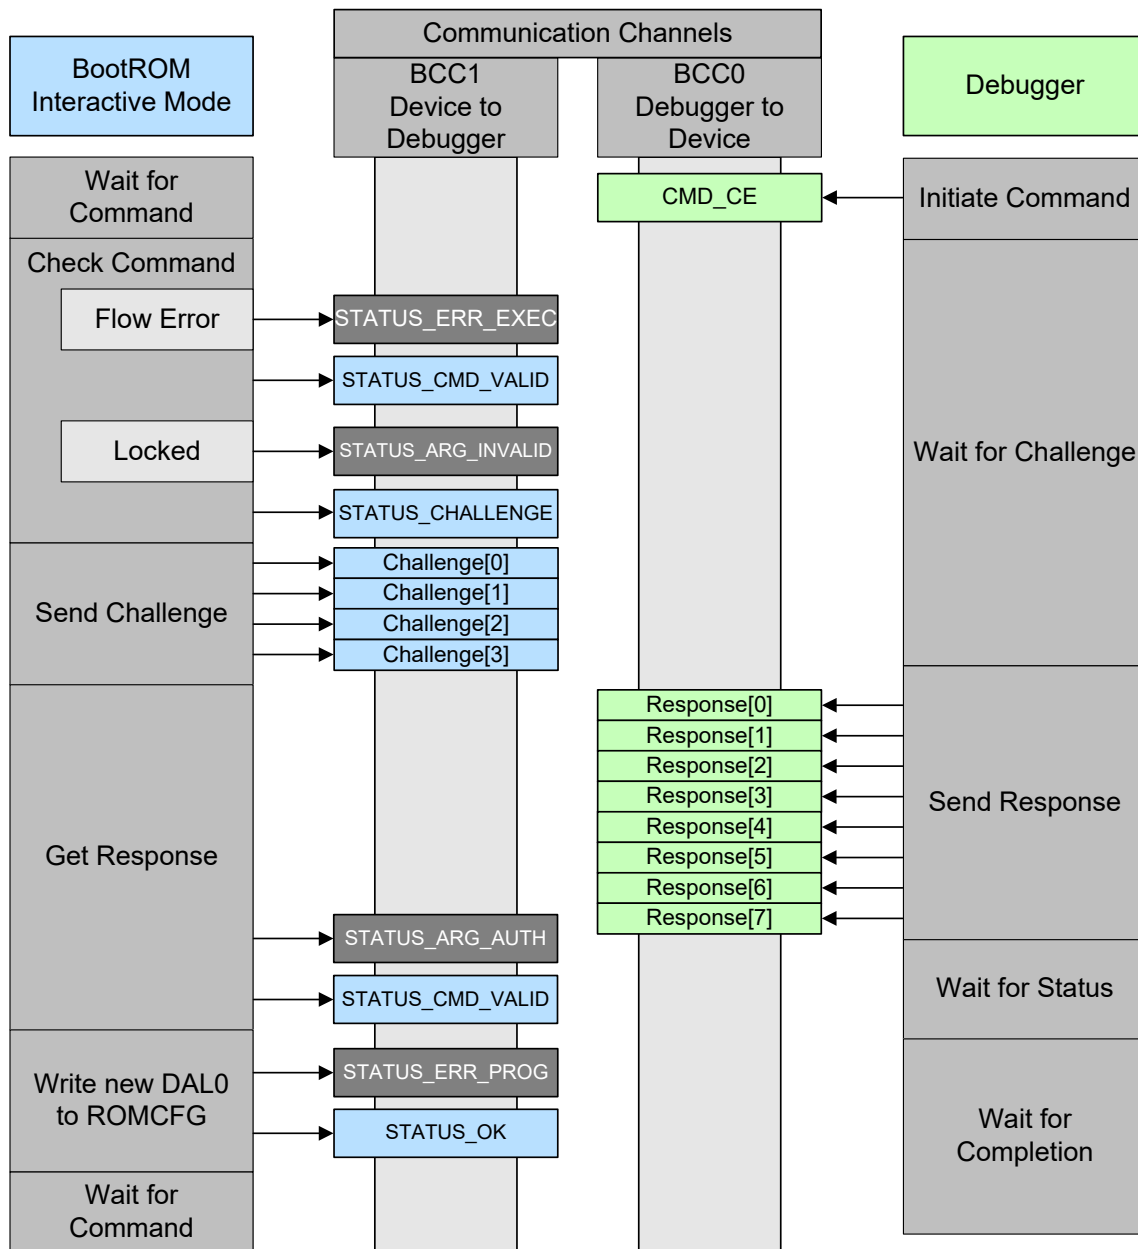 Communication Channels
BootROM
Interactive Mode
BCC1
Device to
Debugger
BCC0
Debugger to
Device
Debugger
Wait for
Command
CMD_CE
Initiate Command
Check Command
Flow Error
STATUS_ERR_EXEC
STATUS_CMD_VALID
Locked
STATUS_ARG_INVALID
Wait for Challenge
STATUS_CHALLENGE
Send Challenge
Challenge[0]
Challenge[1]
Challenge[2]
Challenge[3]
Response[0]
Response[1]
Response[2]
Response[3]
Response[4]
Response[5]
Response[6]
Response[7]
Send Response
Get Response
STATUS_ARG_AUTH
STATUS_CMD_VALID
Wait for Status
Write new DAL0
to ROMCFG
STATUS_ERR_PROG
STATUS_OK
Wait for
Completion
Wait for
Command